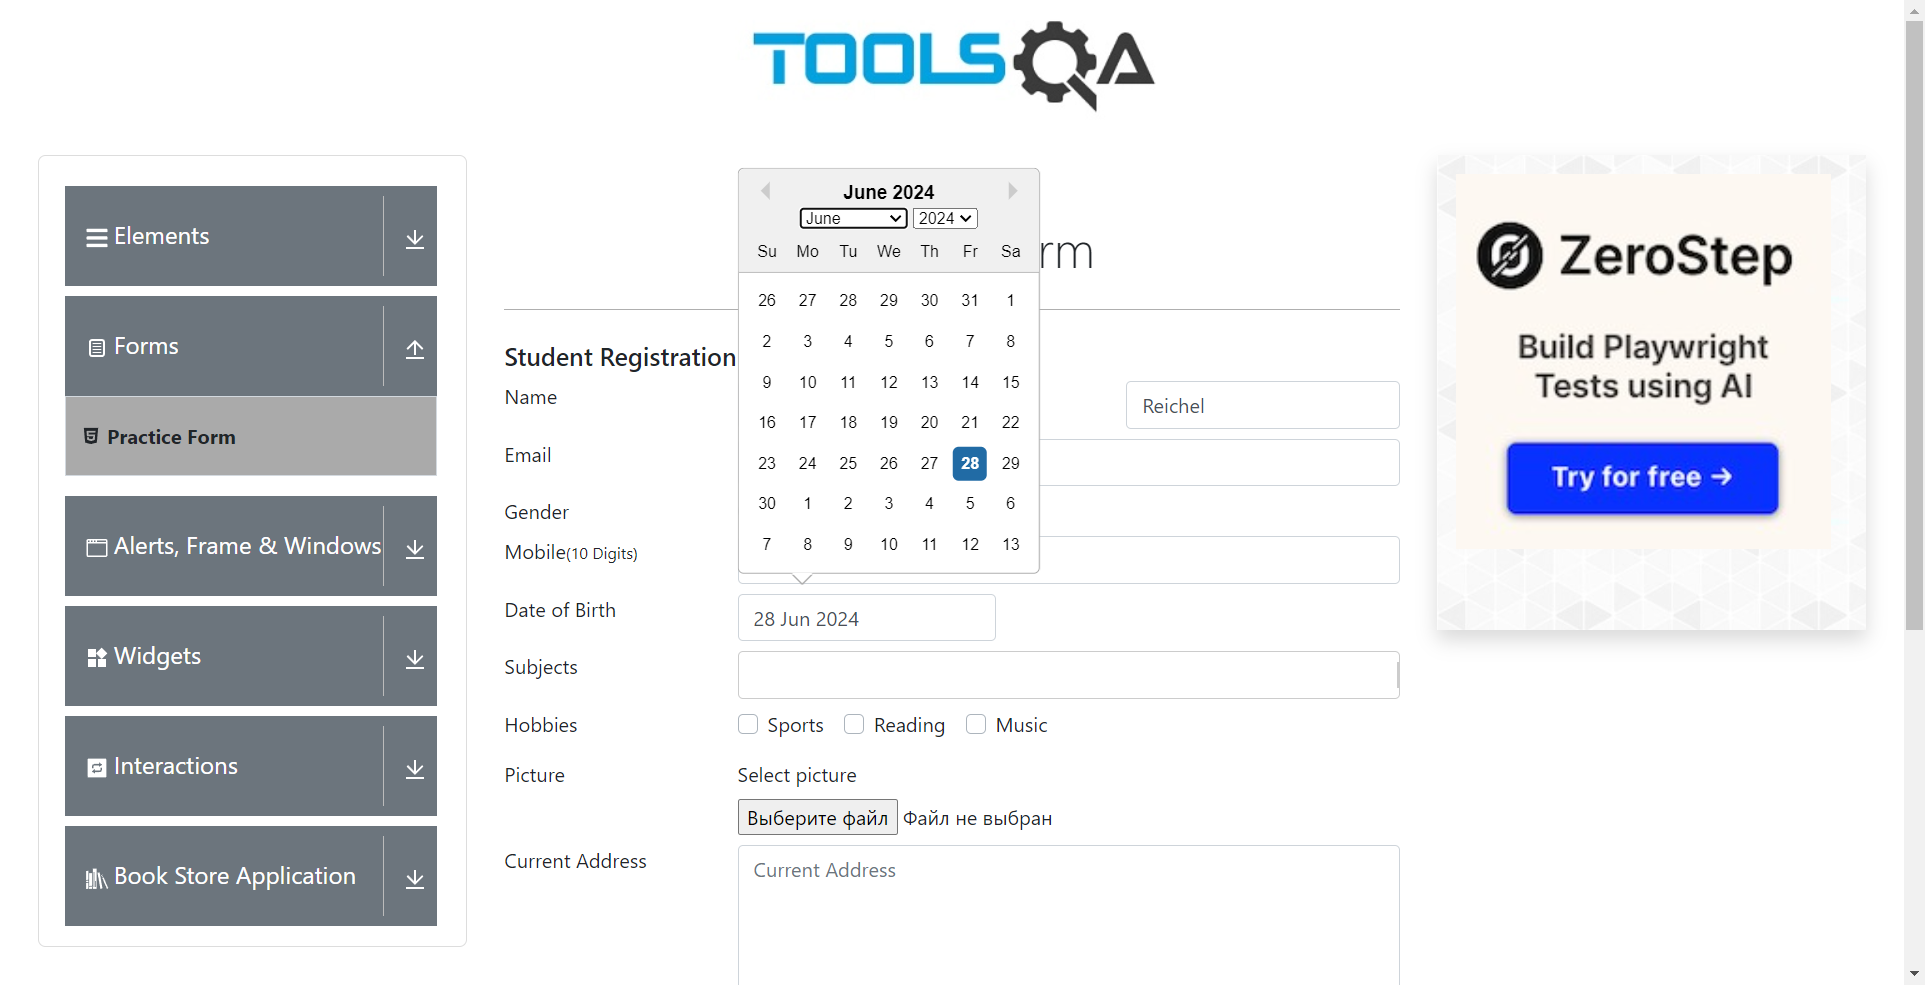 TOOLSQA
Elements
Forms
Practice Form
Alerts, Frame & Windows
Widgets
Interactions
Book Store Application
June 2024
June 2024
Su Mo Tu We Th Fr Sa
26 27 28 29 30 31 1
2 3 4 5 6 7 8
9 10 11 12 13 14 15
16 17 18 19 20 21 22
23 24 25 26 27 28 29
30 1 2 3 4 5 6
7 8 9 10 11 12 13
rm
Student Registration
Name Reichel
Email
Gender
Mobile(10 Digits)
Date of Birth 28 Jun 2024
Subjects
Hobbies Sports Reading Music
Picture Select picture
Выберите файл Файл не выбран
Current Address Current Address
ZeroStep
Build Playwright
Tests using AI
Try for free →